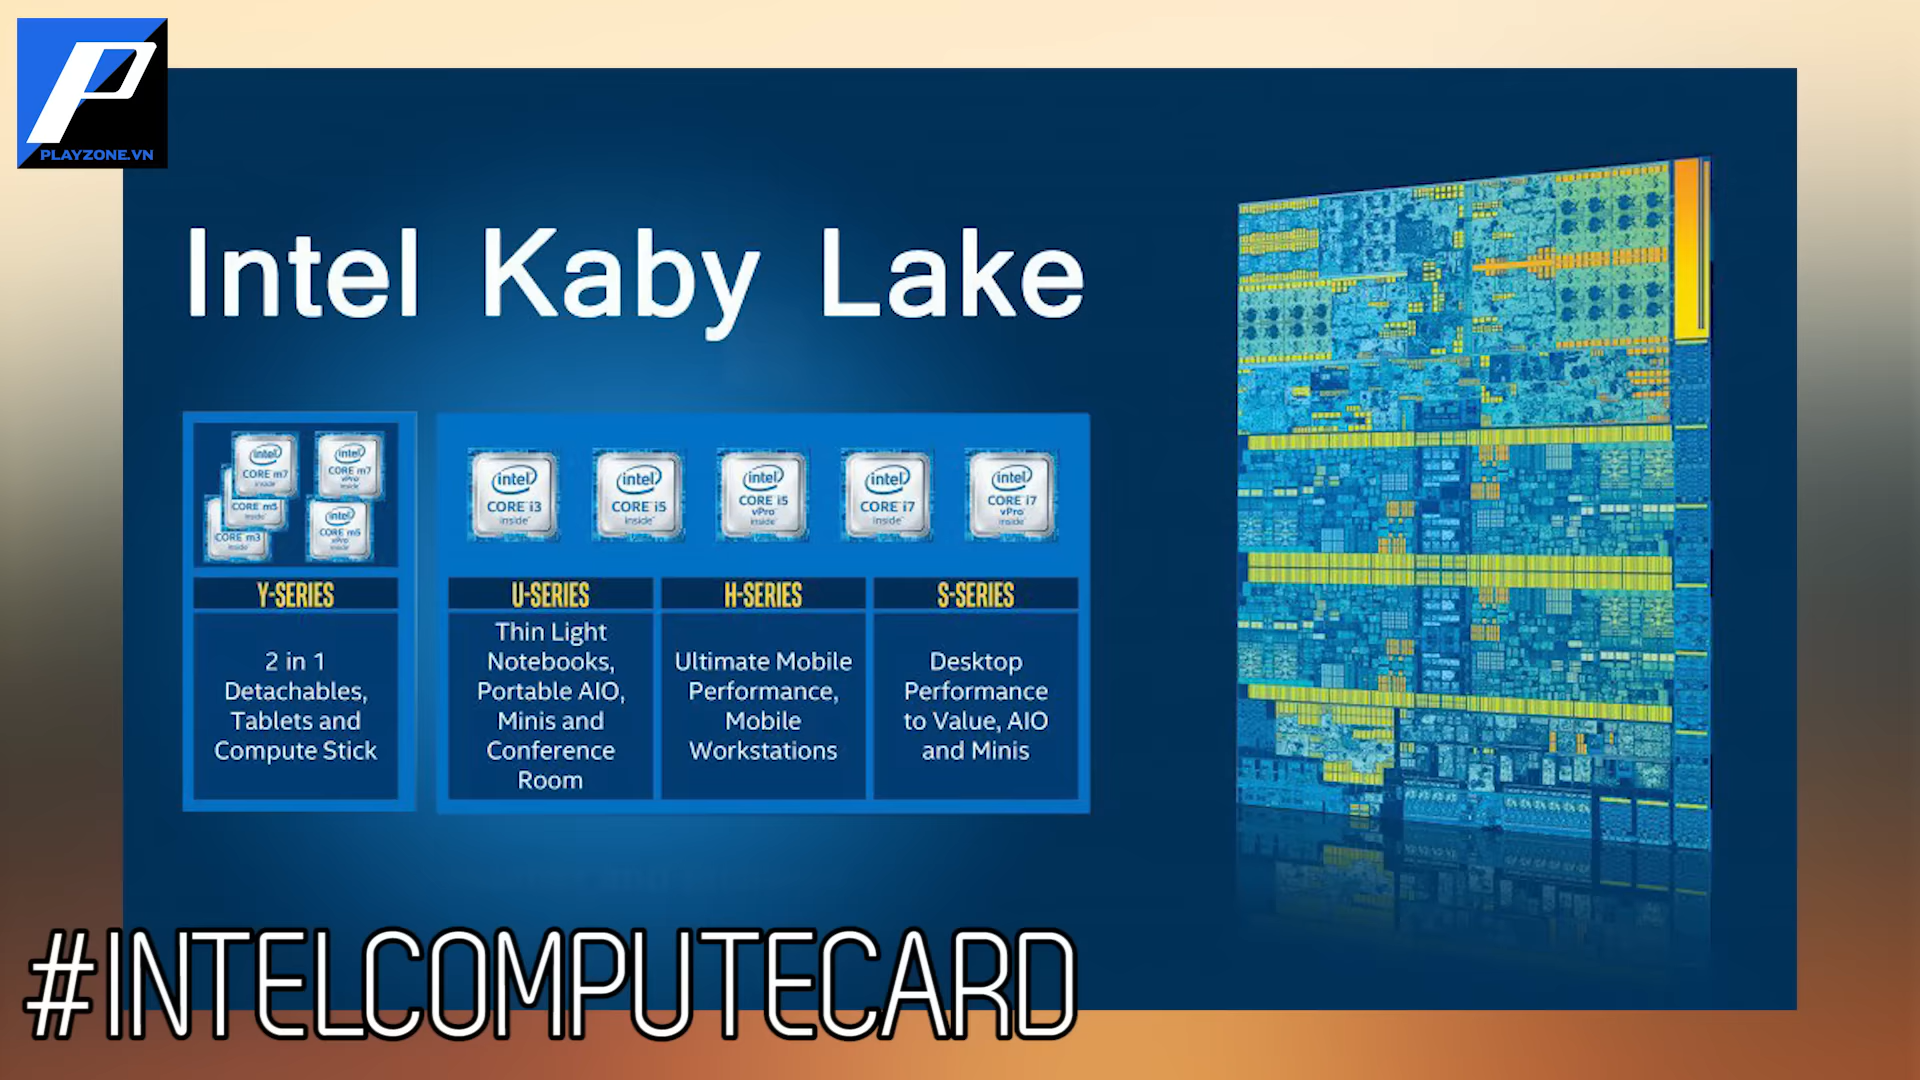 PLAYZONE.VN
Intel Kaby Lake
intel
CORE m7
inside
CORE m5
inside
CORE m3
inside
intel
CORE m7
vPro
inside
intel
CORE m5
vPro
inside
intel
CORE i3
inside
intel
CORE i5
inside
intel
CORE i5
vPro
inside
intel
CORE i7
inside
intel
CORE i7
vPro
inside
Y-SERIES
2 in 1
Detachables,
Tablets and
Compute Stick
U-SERIES
Thin Light
Notebooks,
Portable AIO,
Minis and
Conference
Room
H-SERIES
Ultimate Mobile
Performance,
Mobile
Workstations
S-SERIES
Desktop
Performance
to Value, AIO
and Minis
#INTELCOMPUTECARD